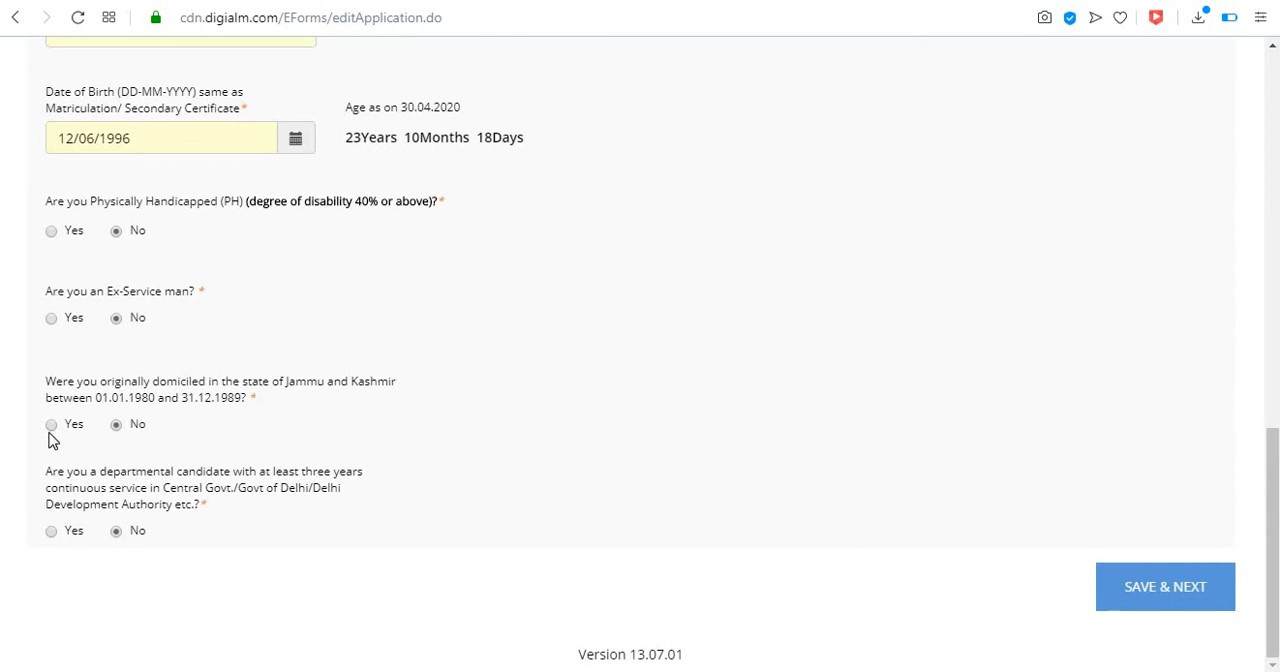 cdn.digialm.com/EForms/editApplication.do
Date of Birth (DD-MM-YYYY) same as
Matriculation/ Secondary Certificate*
Age as on 30.04.2020
12/06/1996
23Years 10Months 18Days
Are you Physically Handicapped (PH) (degree of disability 40% or above)?*
Yes No
Are you an Ex-Service man? *
Yes No
Were you originally domiciled in the state of Jammu and Kashmir
between 01.01.1980 and 31.12.1989? *
Yes No
Are you a departmental candidate with at least three years
continuous service in Central Govt./Govt of Delhi/Delhi
Development Authority etc.?*
Yes No
SAVE & NEXT
Version 13.07.01